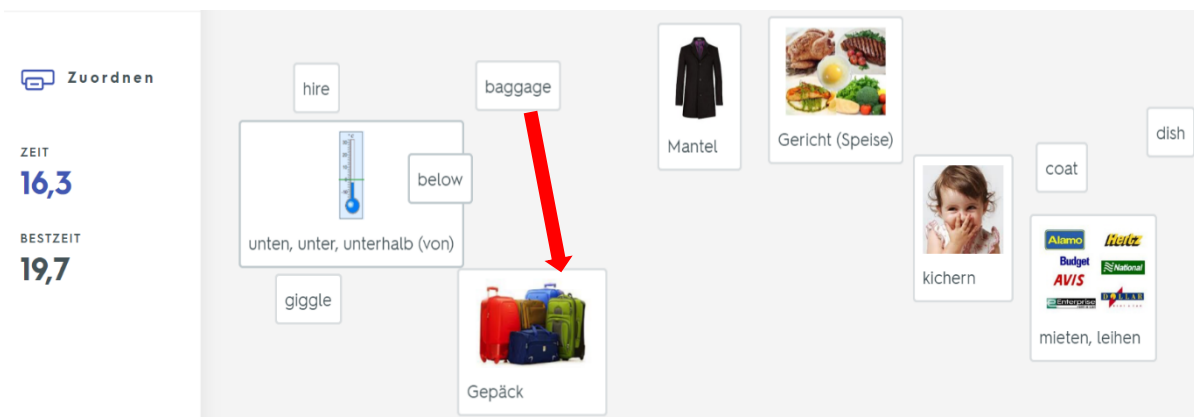 Zuordnen
ZEIT
16,3
BESTZEIT
19,7
hire
baggage
below
unten, unter, unterhalb (von)
giggle
Gepäck
Mantel
Gericht (Speise)
dish
coat
kichern
Alamo
Hertz
Budget
National
AVIS
Enterprise
DOLLAR
mieten, leihen